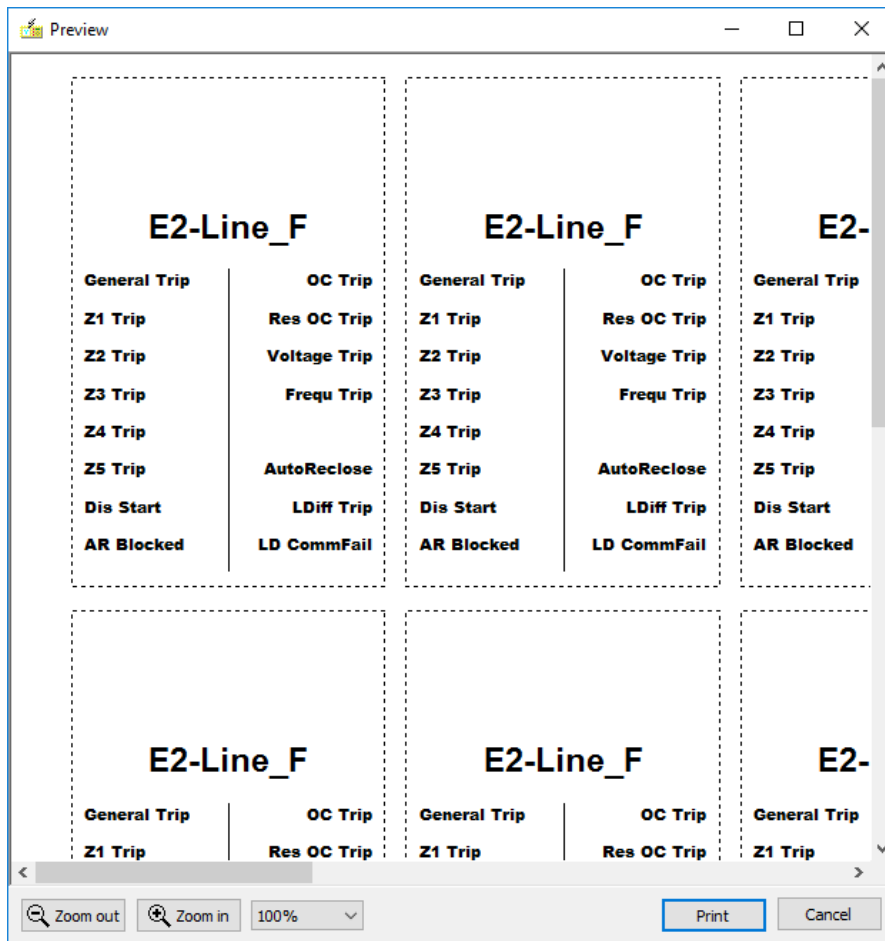 Preview
E2-Line_F E2-Line_F E2-
General Trip OC Trip General Trip OC Trip General Trip
Z1 Trip Res OC Trip Z1 Trip Res OC Trip Z1 Trip
Z2 Trip Voltage Trip Z2 Trip Voltage Trip Z2 Trip
Z3 Trip Frequ Trip Z3 Trip Frequ Trip Z3 Trip
Z4 Trip Z4 Trip Z4 Trip
Z5 Trip AutoReclose Z5 Trip AutoReclose Z5 Trip
Dis Start LDiff Trip Dis Start LDiff Trip Dis Start
AR Blocked LD CommFail AR Blocked LD CommFail AR Blocked
E2-Line_F E2-Line_F E2-
General Trip OC Trip General Trip OC Trip General Trip
Z1 Trip Res OC Trip Z1 Trip Res OC Trip Z1 Trip
Zoom out Zoom in 100% Print Cancel